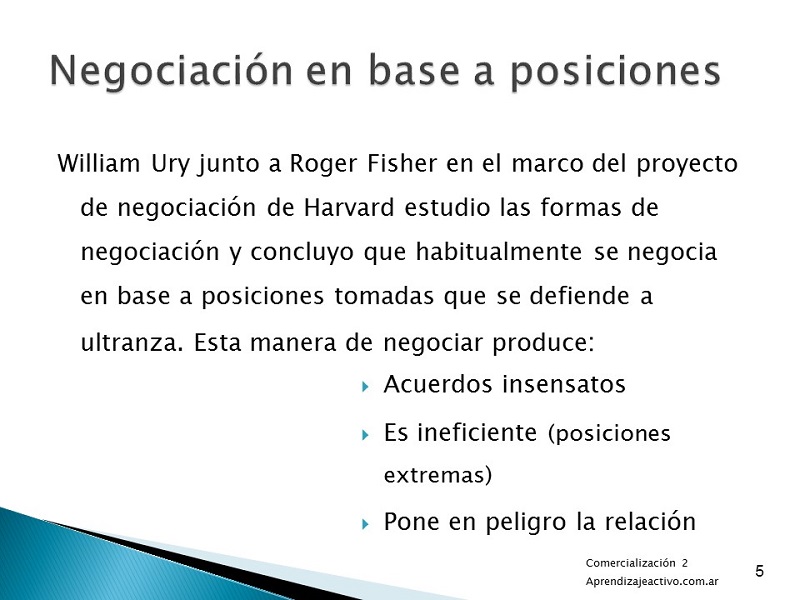 Negociación en base a posiciones
William Ury junto a Roger Fisher en el marco del proyecto
de negociación de Harvard estudio las formas de
negociación y concluyo que habitualmente se negocia
en base a posiciones tomadas que se defiende a
ultranza. Esta manera de negociar produce:
Acuerdos insensatos
Es ineficiente (posiciones
extremas)
Pone en peligro la relación
Comercialización 2
Aprendizajeactivo.com.ar
5